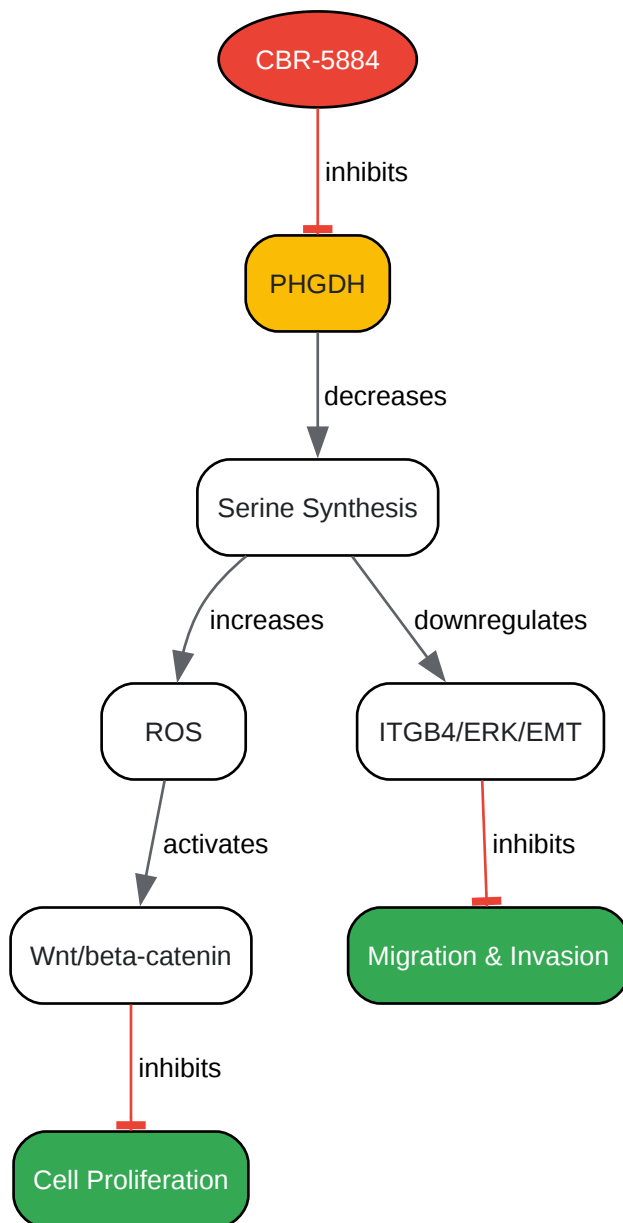 CBR-5884
inhibits
PHGDH
decreases
Serine Synthesis
increases
downregulates
ROS
ITGB4/ERK/EMT
activates
inhibits
Wnt/beta-catenin
Migration & Invasion
inhibits
Cell Proliferation